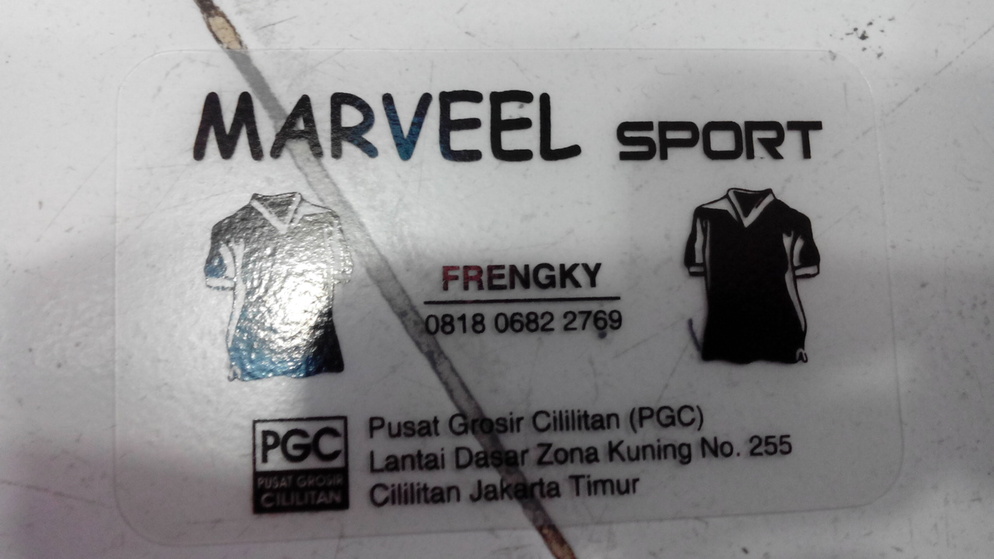 MARVEEL SPORT
FRENGKY
0818 0682 2769
PGC
PUSAT GROSIR
CILILITAN
Pusat Grosir Cililitan (PGC)
Lantai Dasar Zona Kuning No. 255
Cililitan Jakarta Timur